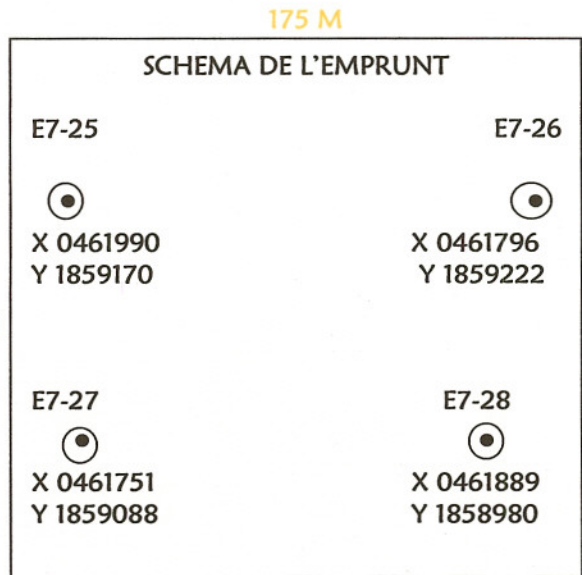 175 M
SCHEMA DE L'EMPRUNT
E7-25
E7-26
X 0461990
Y 1859170
X 0461796
Y 1859222
E7-27
E7-28
X 0461751
Y 1859088
X 0461889
Y 1858980